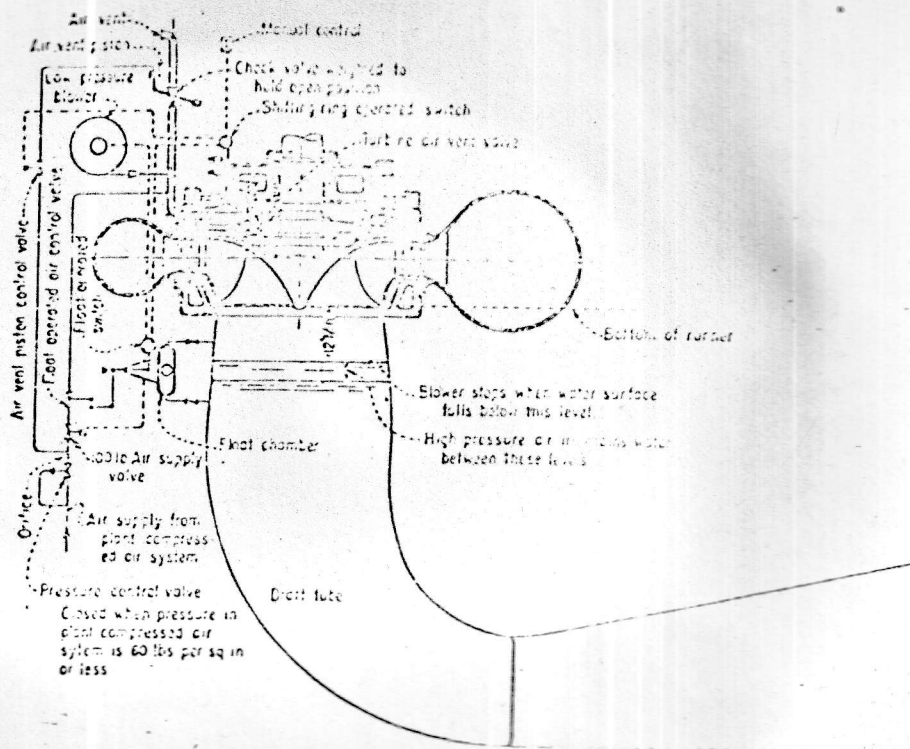 Air vent
Air vent piston
Low pressure
blower
Manual control
Check valve weighted to
hold open position
Shifting ring operated switch
Turbine air vent valve
Air vent piston control valve
Float operated air control valve
Float operated
switch
Bottom of runner
Blower stops when water surface
falls below this level
High pressure air maintains water
between these levels
Float chamber
Air supply
valve
Orifice
Air supply from
plant compress-
ed air system
Pressure control valve
Closed when pressure in
plant compressed air
sytem is 60 lbs per sq in
or less
Draft tube